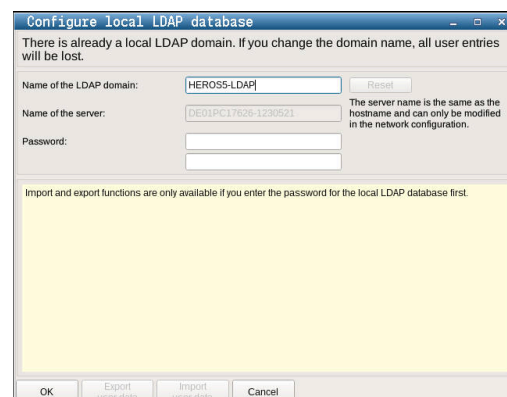 Configure local LDAP database
There is already a local LDAP domain. If you change the domain name, all user entries
will be lost.
Name of the LDAP domain:
HEROS5-LDAP
Reset
Name of the server:
DE01PC17626-1230521
The server name is the same as the
hostname and can only be modified
in the network configuration.
Password:
Import and export functions are only available if you enter the password for the local LDAP database first.
OK
Export
user data
Import
user data
Cancel